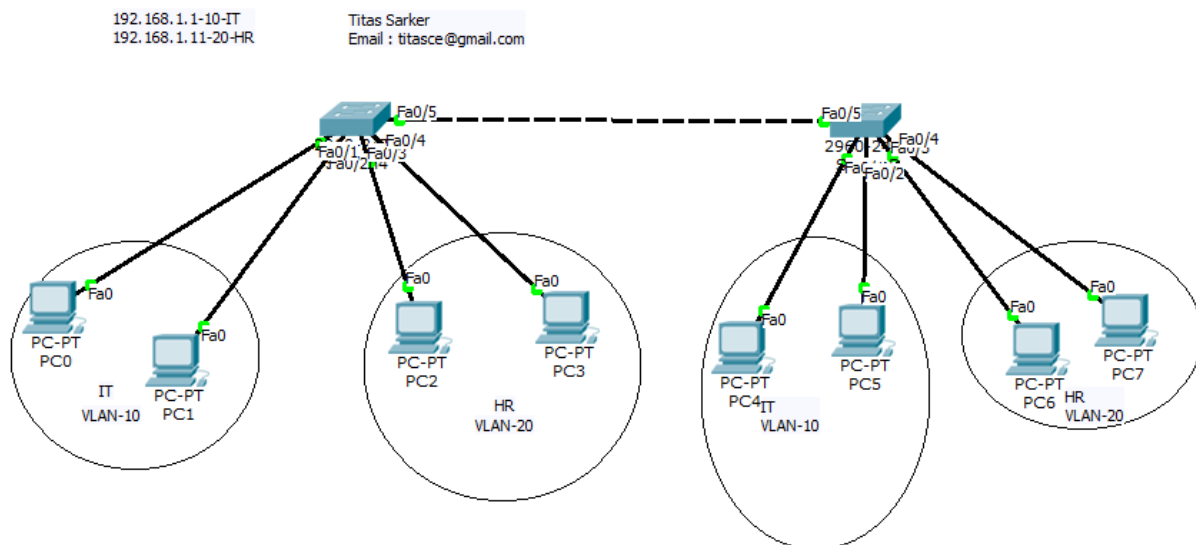 192.168.1.1-10-IT
192.168.1.11-20-HR
Titas Sarker
Email : titasce@gmail.com
Fa0/5
Fa0/4
Fa0/1
Fa0/3
Fa0/2
Fa0/5
Fa0/4
Fa0/2
Fa0
PC-PT
PC0
Fa0
PC-PT
PC1
IT
VLAN-10
Fa0
PC-PT
PC2
Fa0
PC-PT
PC3
HR
VLAN-20
Fa0
PC-PT
PC4
Fa0
PC-PT
PC5
IT
VLAN-10
Fa0
PC-PT
PC6
Fa0
PC-PT
PC7
HR
VLAN-20